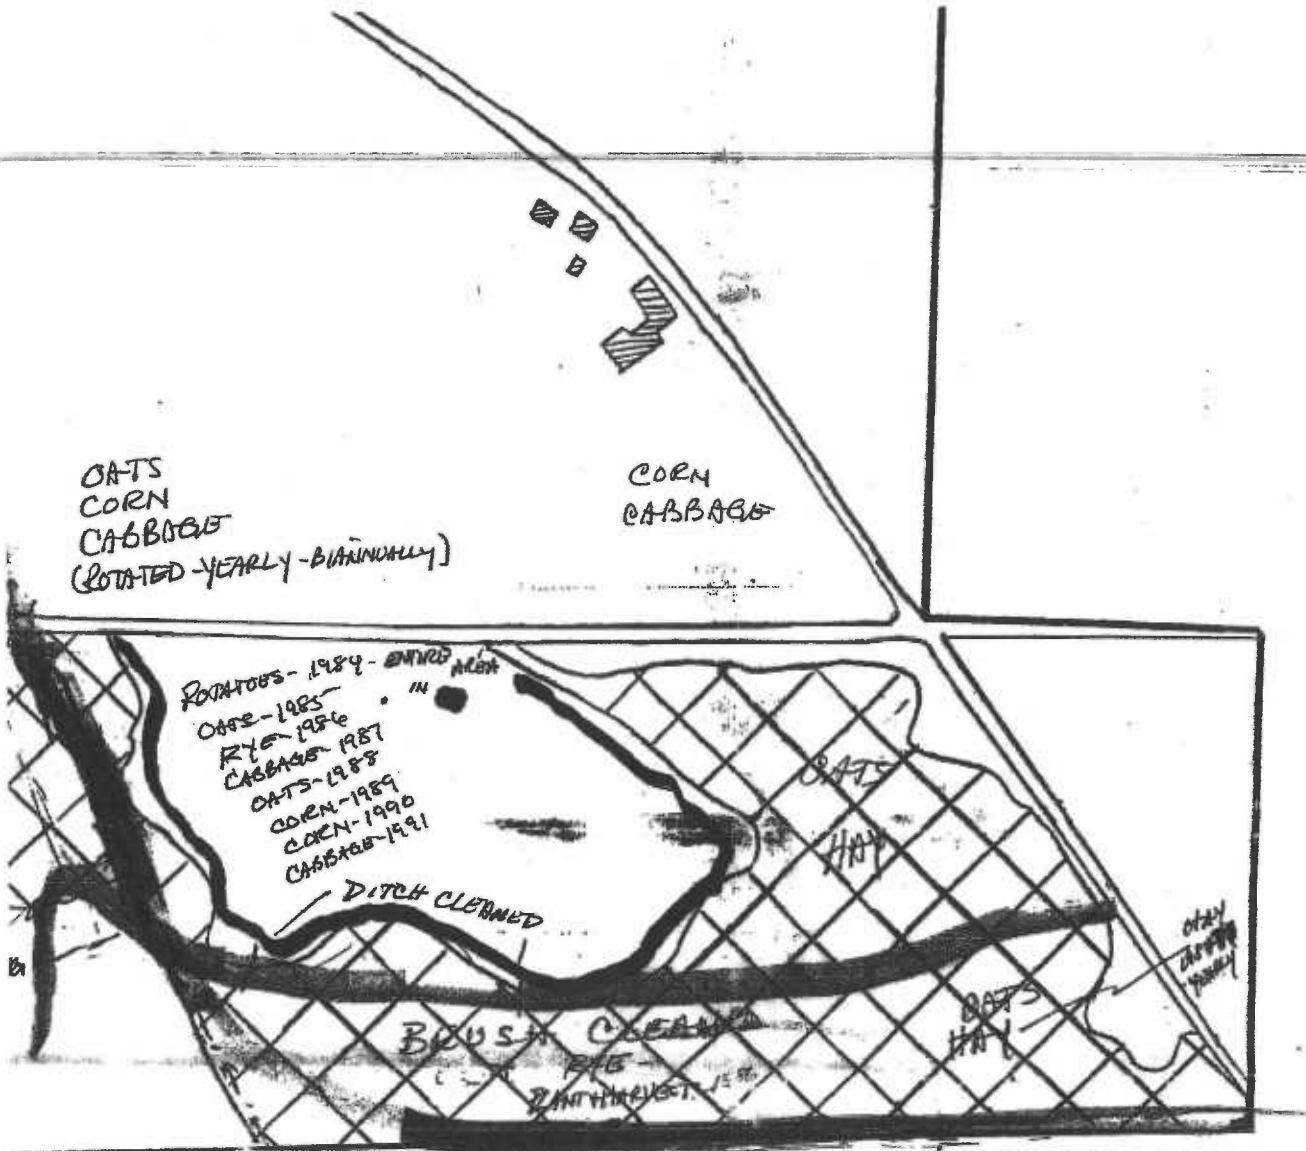 OATS
CORN
CABBAGE
(ROTATED-YEARLY-BIANNUALLY)
CORN
CABBAGE
POTATOES-1984-ENTIRE AREA
IN
OATS-1985
RYE-1986
CABBAGE-1987
OATS-1988
CORN-1989
CORN-1990
CABBAGE-1991
DITCH CLEANED
OATS
HAY
OATS
HAY
BRUSH
RYE